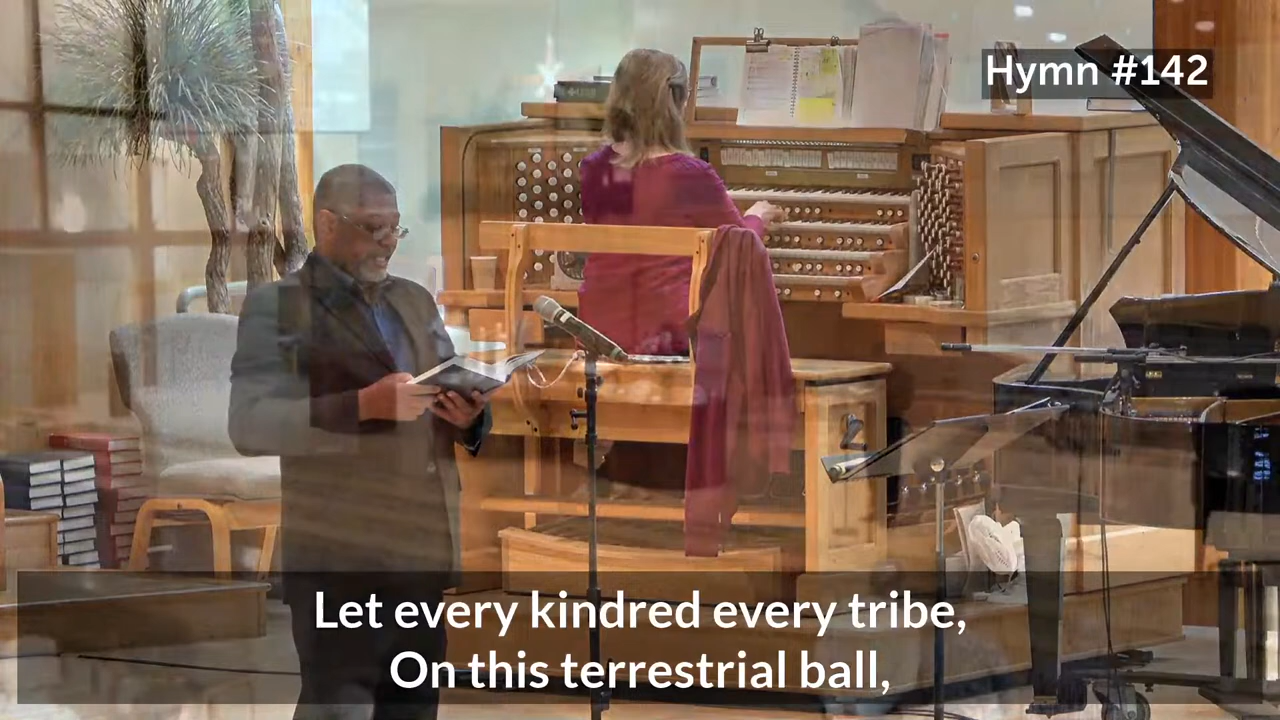 Hymn #142
Let every kindred every tribe,
On this terrestrial ball,